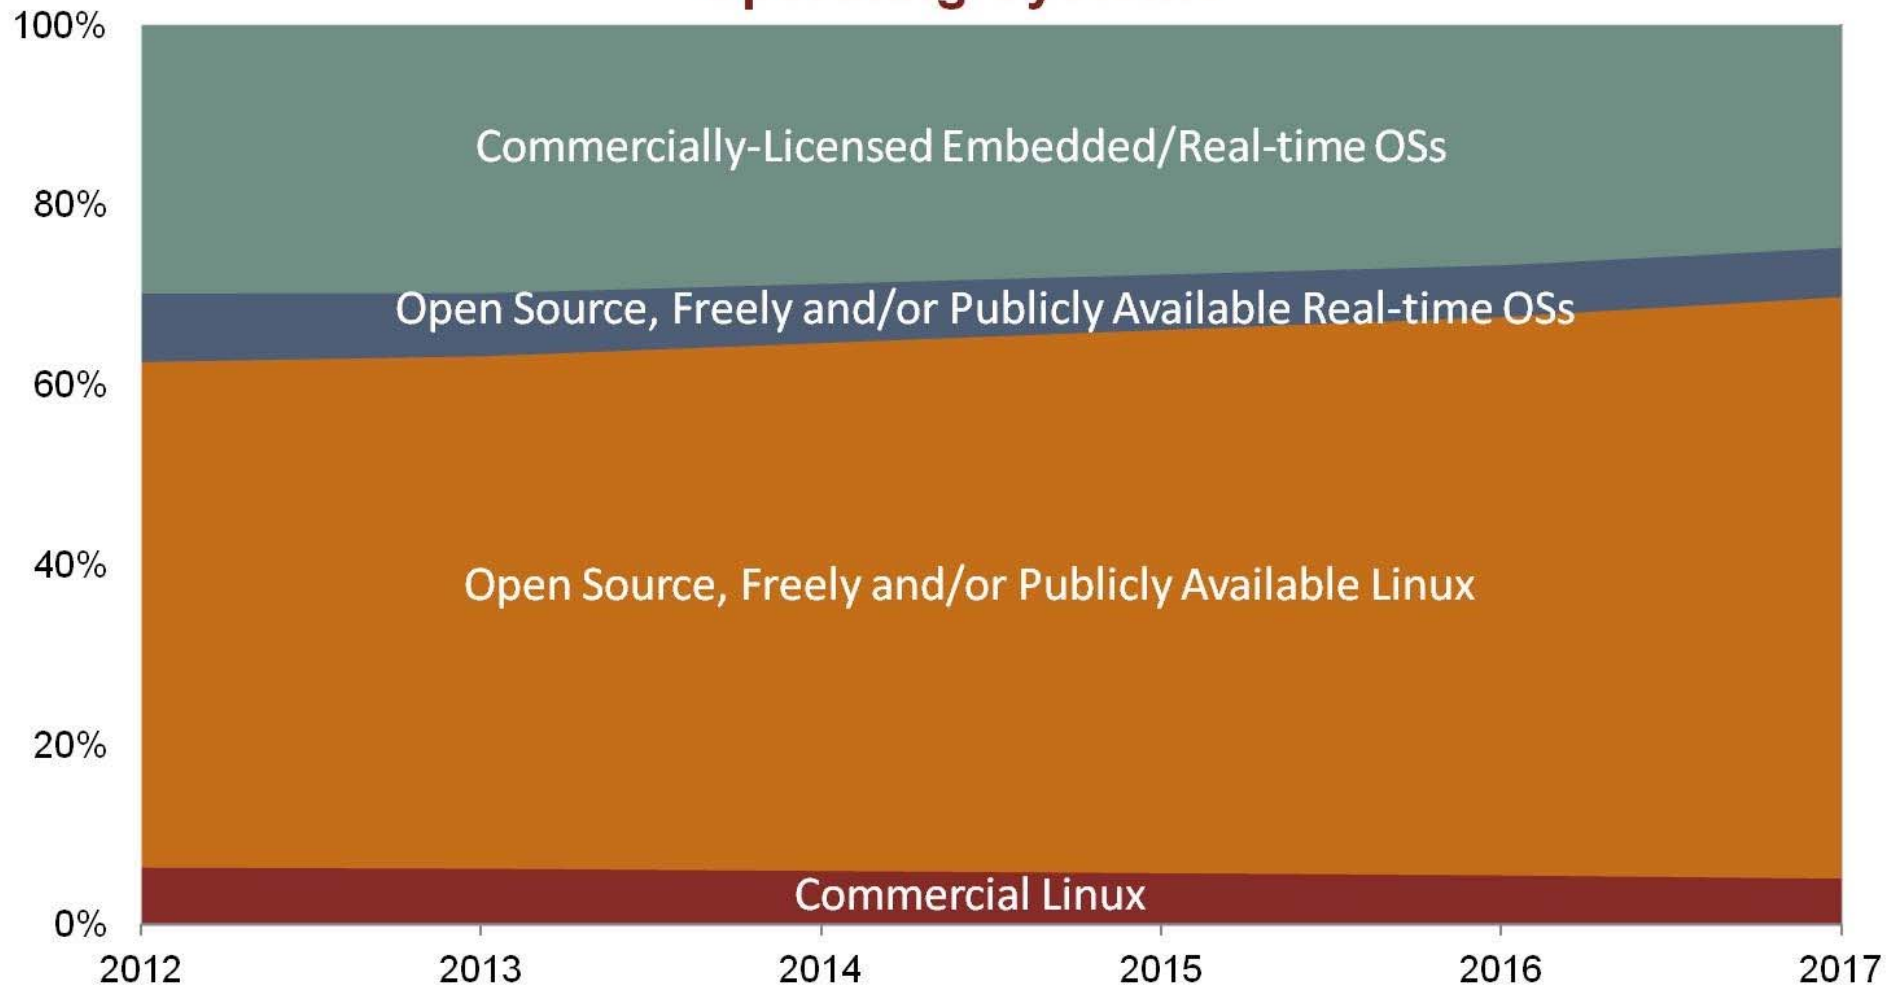 100%
Commercially-Licensed Embedded/Real-time OSs
80%
Open Source, Freely and/or Publicly Available Real-time OSs
60%
40%
Open Source, Freely and/or Publicly Available Linux
20%
Commercial Linux
0%
2012 2013 2014 2015 2016 2017